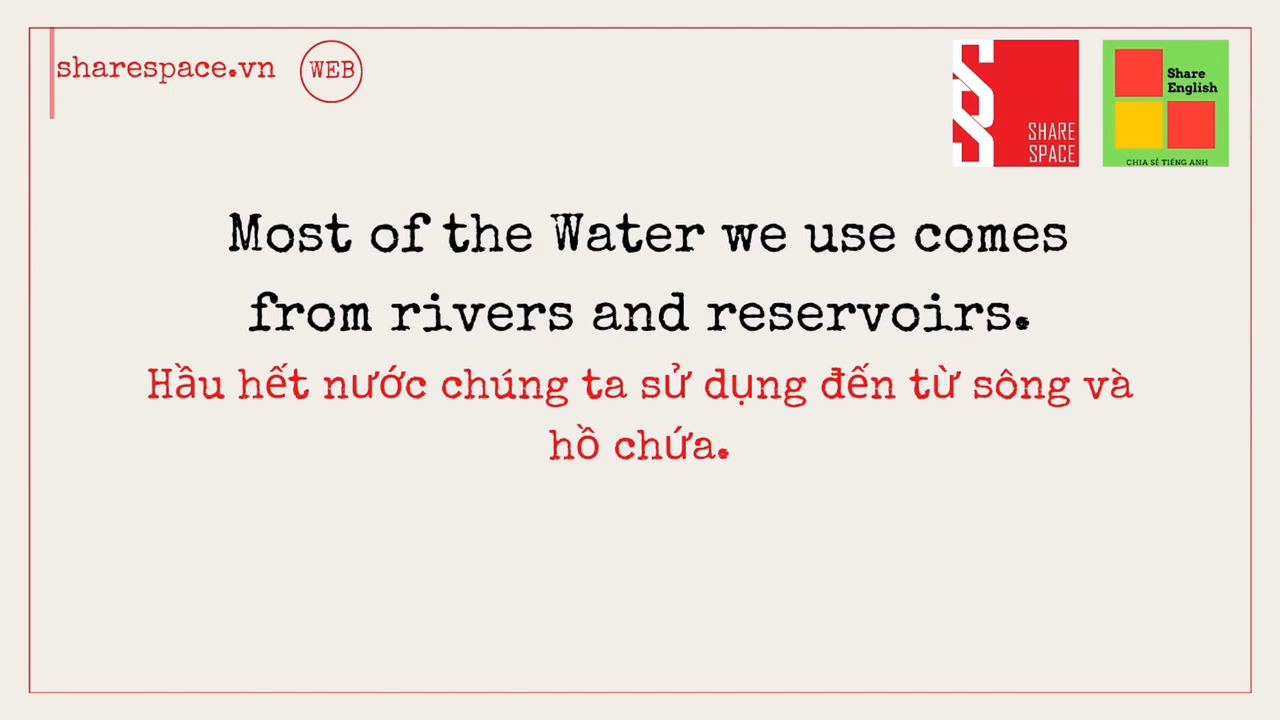 sharespace.vn WEB
SHARE
SPACE
Share
English
CHIA SẺ TIẾNG ANH
Most of the Water we use comes
from rivers and reservoirs.
Hầu hết nước chúng ta sử dụng đến từ sông và
hồ chứa.